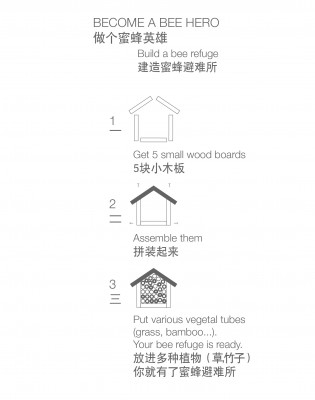 BECOME A BEE HERO
做个蜜蜂英雄
Build a bee refuge
建造蜜蜂避难所
1
一
Get 5 small wood boards
5块小木板
2
二
Assemble them
拼装起来
3
三
Put various vegetal tubes
(grass, bamboo...).
Your bee refuge is ready.
放进多种植物（草,竹子）
你就有了蜜蜂避难所